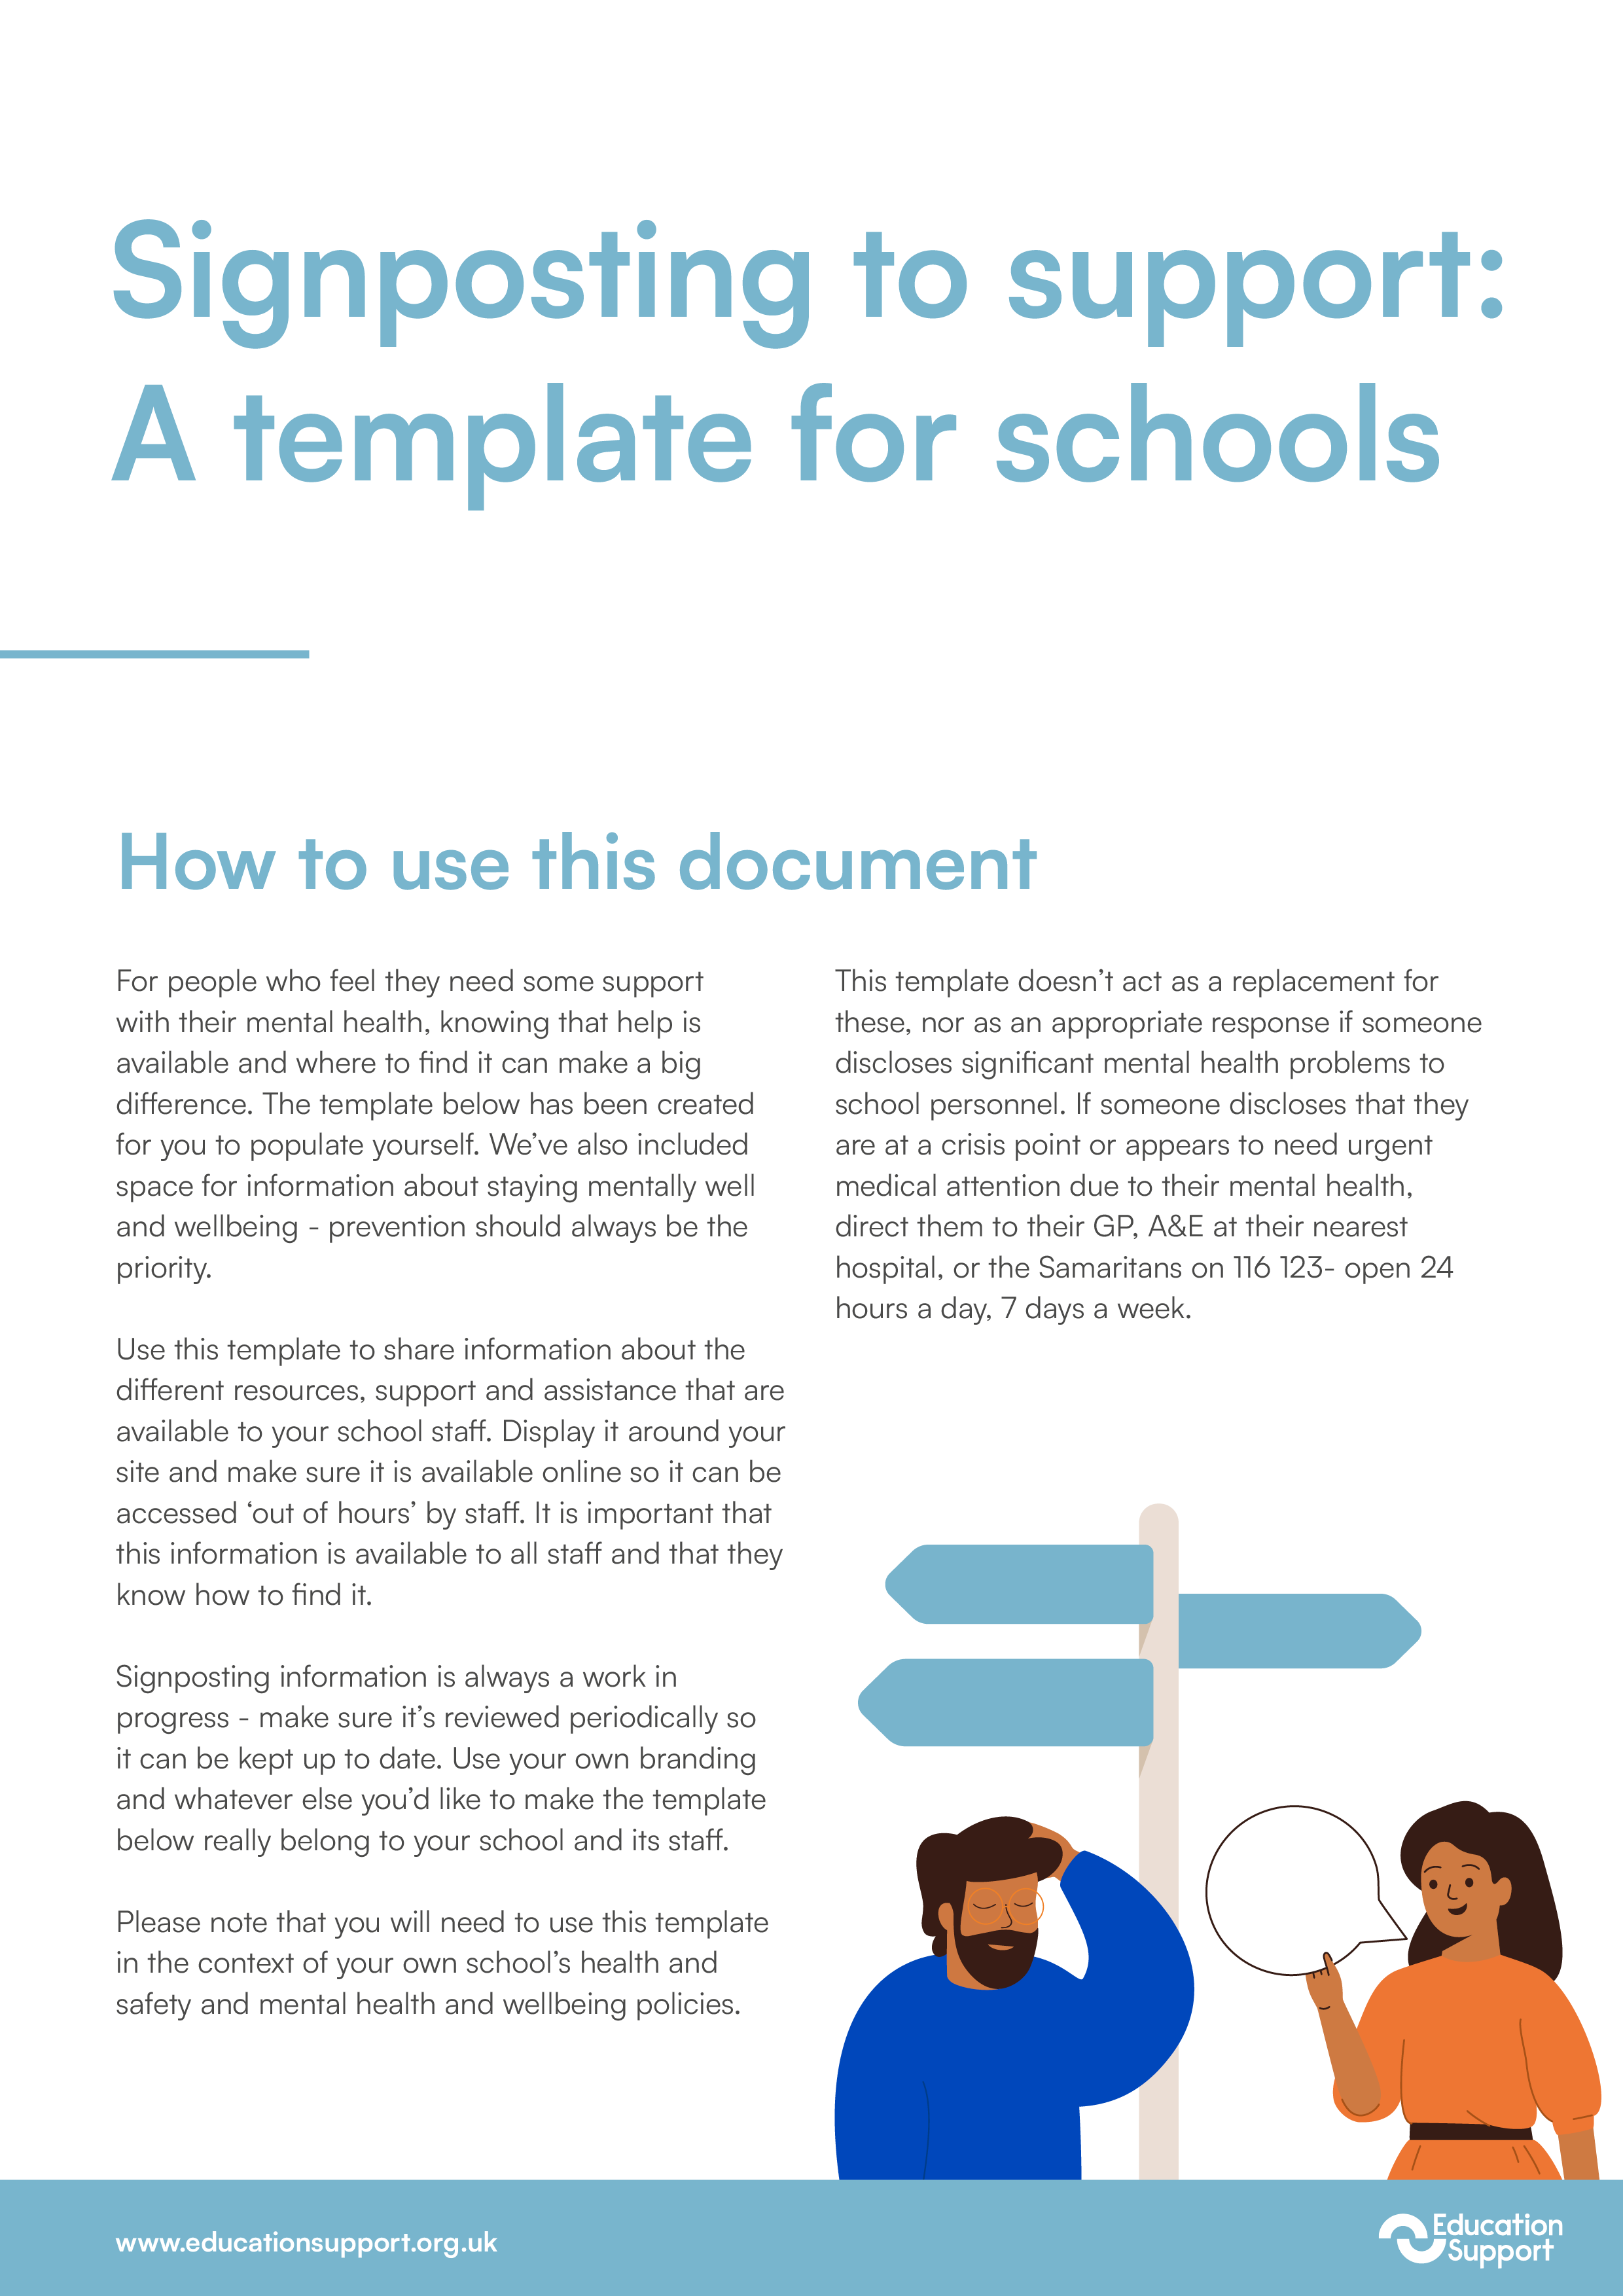 Signposting to support:
A template for schools
How to use this document
For people who feel they need some support
with their mental health, knowing that help is
available and where to find it can make a big
difference. The template below has been created
for you to populate yourself. We’ve also included
space for information about staying mentally well
and wellbeing - prevention should always be the
priority.
Use this template to share information about the
different resources, support and assistance that are
available to your school staff. Display it around your
site and make sure it is available online so it can be
accessed ‘out of hours’ by staff. It is important that
this information is available to all staff and that they
know how to find it.
Signposting information is always a work in
progress - make sure it’s reviewed periodically so
it can be kept up to date. Use your own branding
and whatever else you’d like to make the template
below really belong to your school and its staff.
Please note that you will need to use this template
in the context of your own school’s health and
safety and mental health and wellbeing policies.
This template doesn’t act as a replacement for
these, nor as an appropriate response if someone
discloses significant mental health problems to
school personnel. If someone discloses that they
are at a crisis point or appears to need urgent
medical attention due to their mental health,
direct them to their GP, A&E at their nearest
hospital, or the Samaritans on 116 123- open 24
hours a day, 7 days a week.
www.educationsupport.org.uk
Education
Support